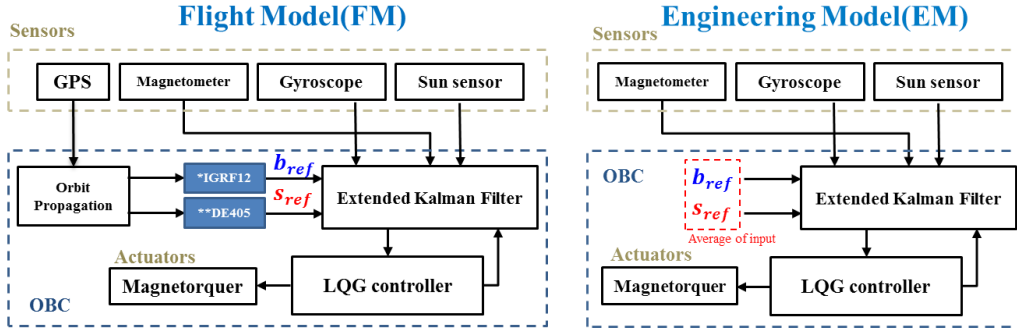 Flight Model(FM)
Sensors
GPS
Magnetometer
Gyroscope
Sun sensor
*IGRF12
b_ref
Orbit
Propagation
**DE405
s_ref
Extended Kalman Filter
Actuators
Magnetorquer
LQG controller
OBC
Engineering Model(EM)
Sensors
Magnetometer
Gyroscope
Sun sensor
OBC
b_ref
s_ref
Average of input
Extended Kalman Filter
Actuators
Magnetorquer
LQG controller